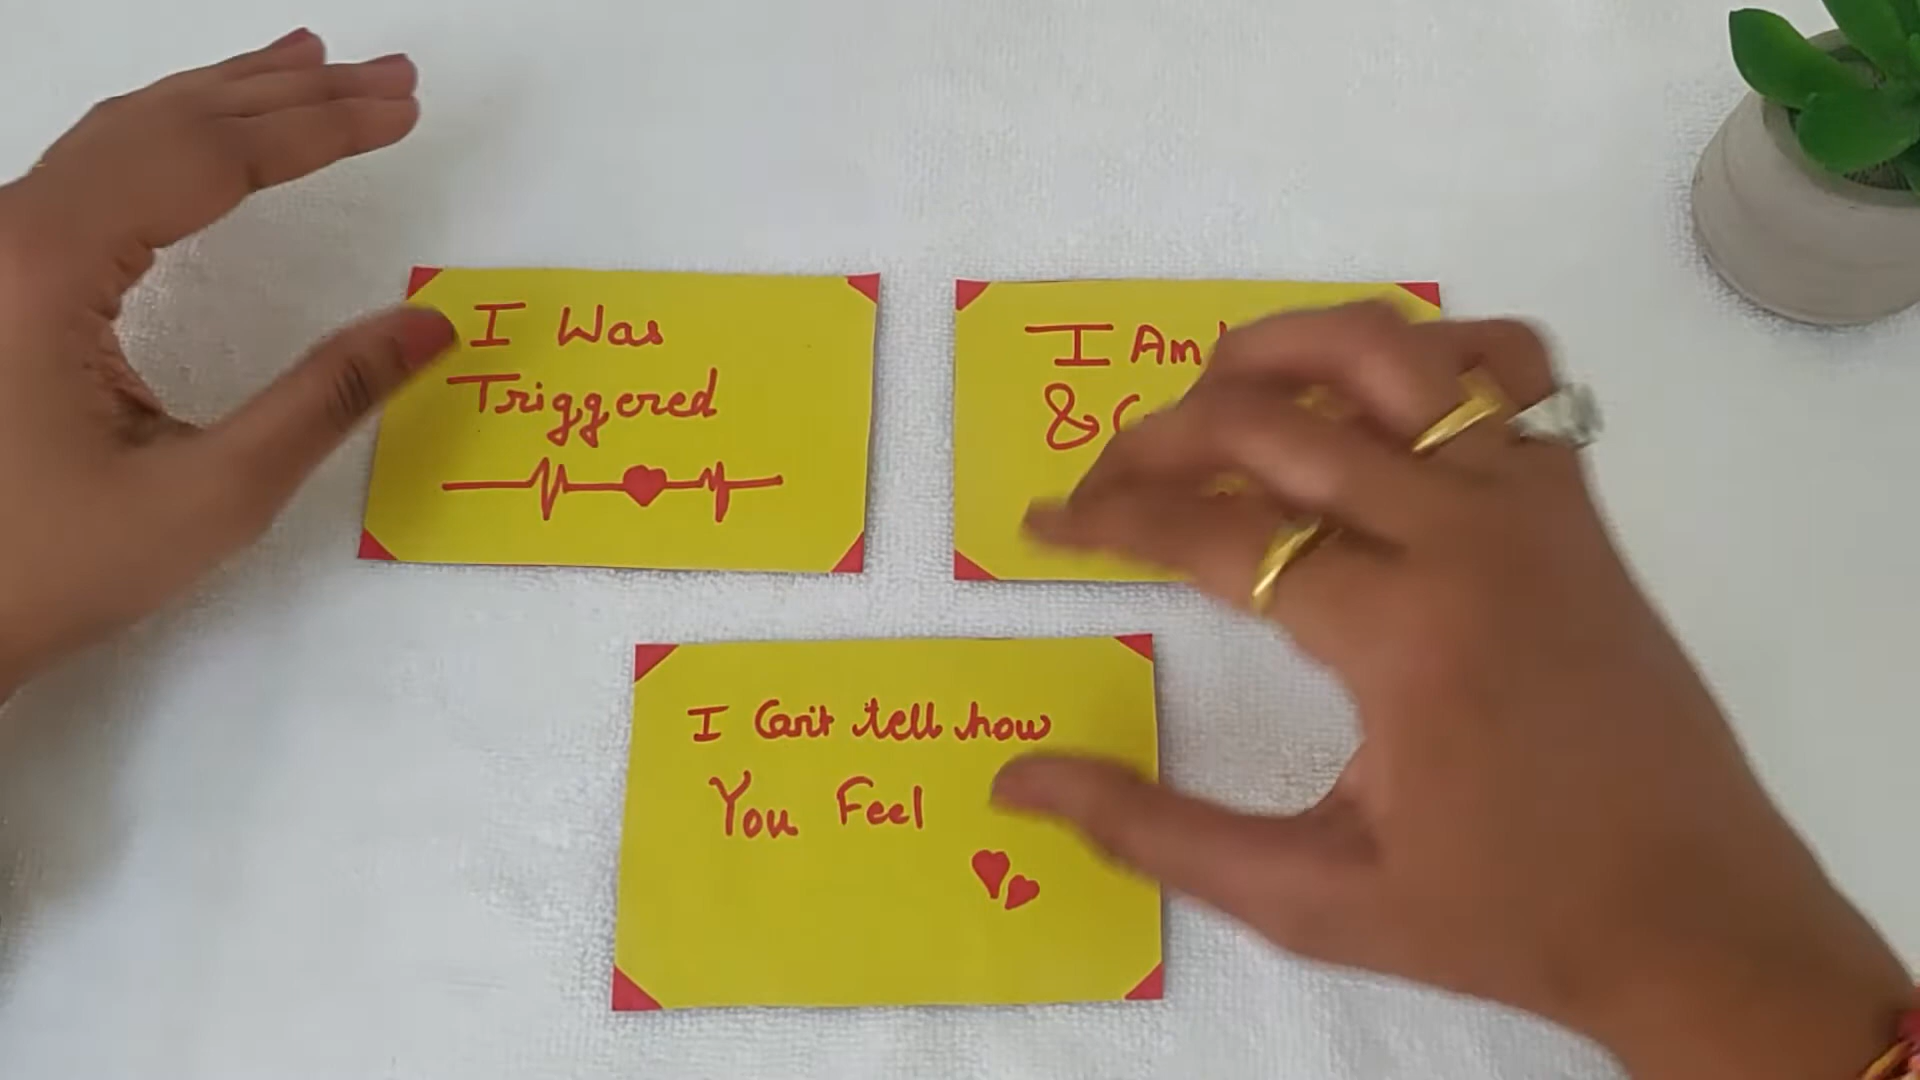 I Was
Triggered
I Am
&
I Can't tell how
You Feel